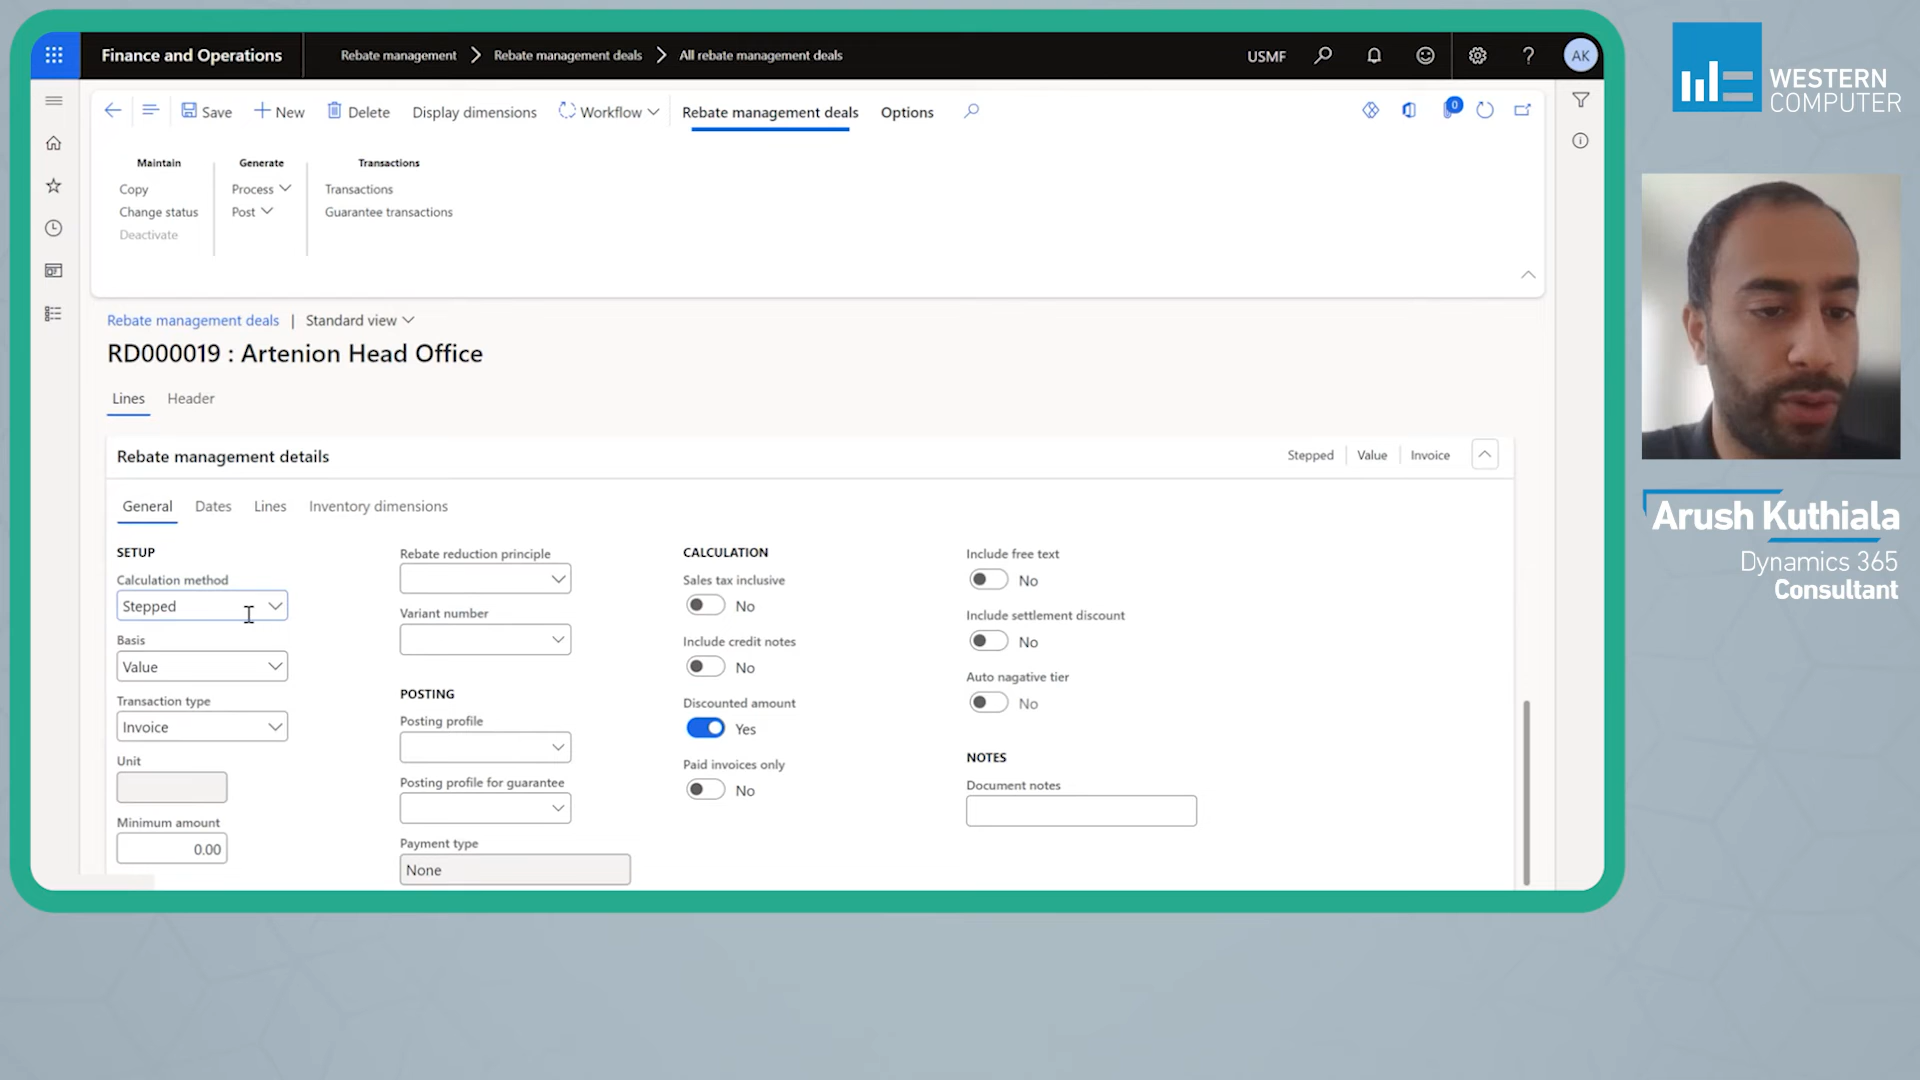 Finance and Operations
Rebate management
Rebate management deals
All rebate management deals
USMF
AK
WESTERN
COMPUTER
Save
New
Delete
Display dimensions
Workflow
Rebate management deals
Options
0
Maintain
Copy
Change status
Deactivate
Generate
Process
Post
Transactions
Transactions
Guarantee transactions
Rebate management deals | Standard view
RD000019 : Artenion Head Office
Lines
Header
Rebate management details
Stepped
Value
Invoice
General
Dates
Lines
Inventory dimensions
SETUP
Calculation method
Stepped
Basis
Value
Transaction type
Invoice
Unit
Minimum amount
0.00
Rebate reduction principle
Variant number
POSTING
Posting profile
Posting profile for guarantee
Payment type
None
CALCULATION
Sales tax inclusive
No
Include credit notes
No
Discounted amount
Yes
Paid invoices only
No
Include free text
No
Include settlement discount
No
Auto nagative tier
No
NOTES
Document notes
Arush Kuthiala
Dynamics 365
Consultant